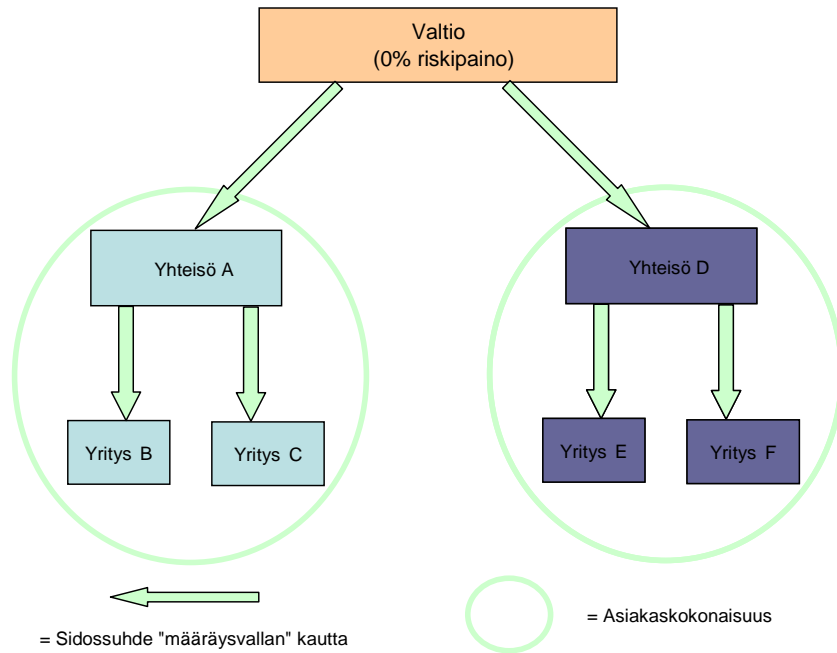 Valtio
(0% riskipaino)
Yhteisö A
Yhteisö D
Yritys B
Yritys C
Yritys E
Yritys F
= Asiakaskokonaisuus
= Sidossuhde "määräysvallan" kautta